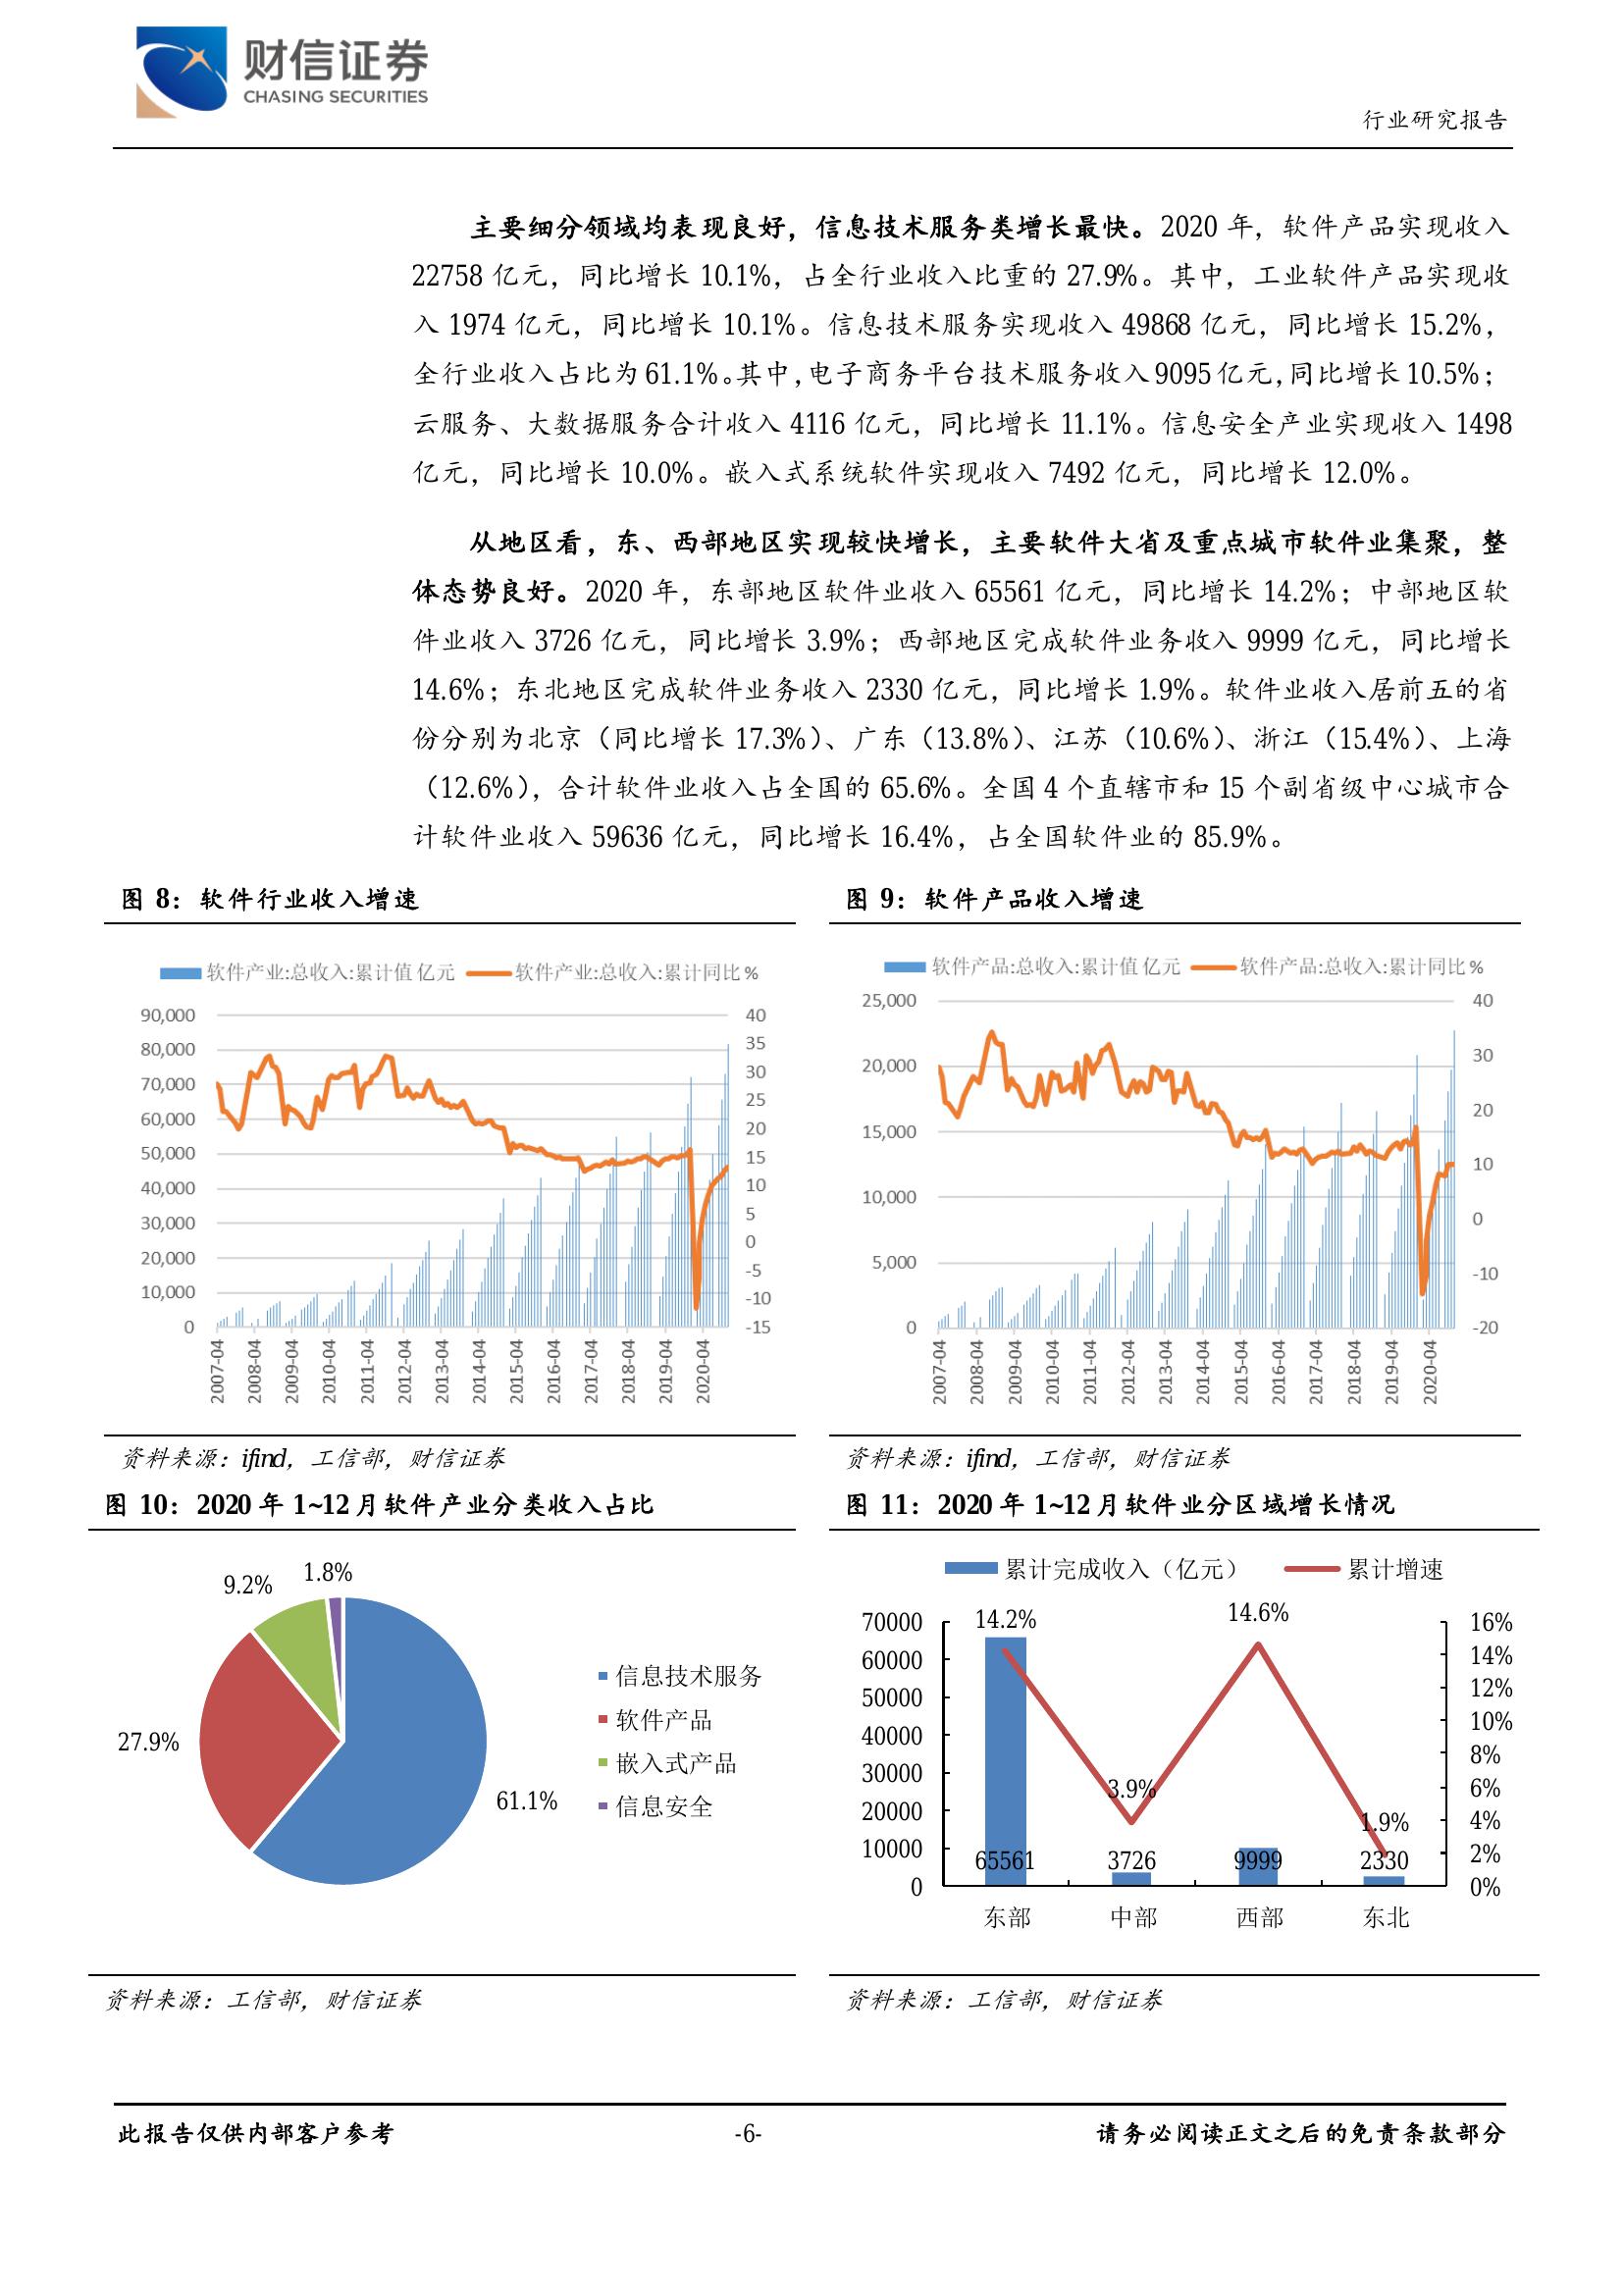 财信证券
CHASING SECURITIES
行业研究报告
主要细分领域均表现良好，信息技术服务类增长最快。2020 年，软件产品实现收入
22758 亿元，同比增长 10.1%，占全行业收入比重的 27.9%。其中，工业软件产品实现收
入 1974 亿元，同比增长 10.1%。信息技术服务实现收入 49868 亿元，同比增长 15.2%，
全行业收入占比为 61.1%。其中，电子商务平台技术服务收入 9095 亿元，同比增长 10.5%；
云服务、大数据服务合计收入 4116 亿元，同比增长 11.1%。信息安全产业实现收入 1498
亿元，同比增长 10.0%。嵌入式系统软件实现收入 7492 亿元，同比增长 12.0%。
从地区看，东、西部地区实现较快增长，主要软件大省及重点城市软件业集聚，整
体态势良好。2020 年，东部地区软件业收入 65561 亿元，同比增长 14.2%；中部地区软
件业收入 3726 亿元，同比增长 3.9%；西部地区完成软件业务收入 9999 亿元，同比增长
14.6%；东北地区完成软件业务收入 2330 亿元，同比增长 1.9%。软件业收入居前五的省
份分别为北京（同比增长 17.3%）、广东（13.8%）、江苏（10.6%）、浙江（15.4%）、上海
（12.6%），合计软件业收入占全国的 65.6%。全国 4 个直辖市和 15 个副省级中心城市合
计软件业收入 59636 亿元，同比增长 16.4%，占全国软件业的 85.9%。
图 8：软件行业收入增速
软件产业:总收入:累计值 亿元 软件产业:总收入:累计同比 %
90,000
80,000
70,000
60,000
50,000
40,000
30,000
20,000
10,000
0
40
35
30
25
20
15
10
5
0
-5
-10
-15
2007-04
2008-04
2009-04
2010-04
2011-04
2012-04
2013-04
2014-04
2015-04
2016-04
2017-04
2018-04
2019-04
2020-04
资料来源：ifind，工信部，财信证券
图 9：软件产品收入增速
软件产品:总收入:累计值 亿元 软件产品:总收入:累计同比 %
25,000
20,000
15,000
10,000
5,000
0
40
30
20
10
0
-10
-20
2007-04
2008-04
2009-04
2010-04
2011-04
2012-04
2013-04
2014-04
2015-04
2016-04
2017-04
2018-04
2019-04
2020-04
资料来源：ifind，工信部，财信证券
图 10：2020 年 1~12 月软件产业分类收入占比
1.8%
9.2%
27.9%
61.1%
信息技术服务
软件产品
嵌入式产品
信息安全
资料来源：工信部，财信证券
图 11：2020 年 1~12 月软件业分区域增长情况
累计完成收入（亿元） 累计增速
70000
60000
50000
40000
30000
20000
10000
0
14.2%
3.9%
14.6%
1.9%
65561
3726
9999
2330
16%
14%
12%
10%
8%
6%
4%
2%
0%
东部
中部
西部
东北
资料来源：工信部，财信证券
此报告仅供内部客户参考
-6-
请务必阅读正文之后的免责条款部分